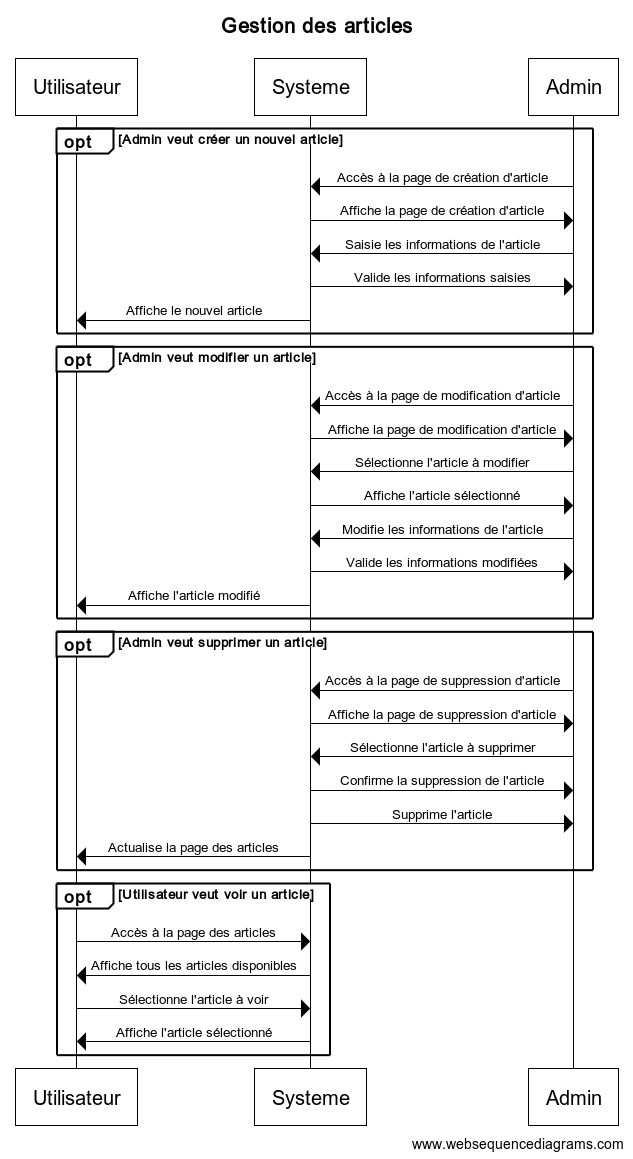 Gestion des articles
Utilisateur
Systeme
Admin
opt
[Admin veut créer un nouvel article]
Accès à la page de création d'article
Affiche la page de création d'article
Saisie les informations de l'article
Valide les informations saisies
Affiche le nouvel article
opt
[Admin veut modifier un article]
Accès à la page de modification d'article
Affiche la page de modification d'article
Sélectionne l'article à modifier
Affiche l'article sélectionné
Modifie les informations de l'article
Valide les informations modifiées
Affiche l'article modifié
opt
[Admin veut supprimer un article]
Accès à la page de suppression d'article
Affiche la page de suppression d'article
Sélectionne l'article à supprimer
Confirme la suppression de l'article
Supprime l'article
Actualise la page des articles
opt
[Utilisateur veut voir un article]
Accès à la page des articles
Affiche tous les articles disponibles
Sélectionne l'article à voir
Affiche l'article sélectionné
Utilisateur
Systeme
Admin
www.websequencediagrams.com